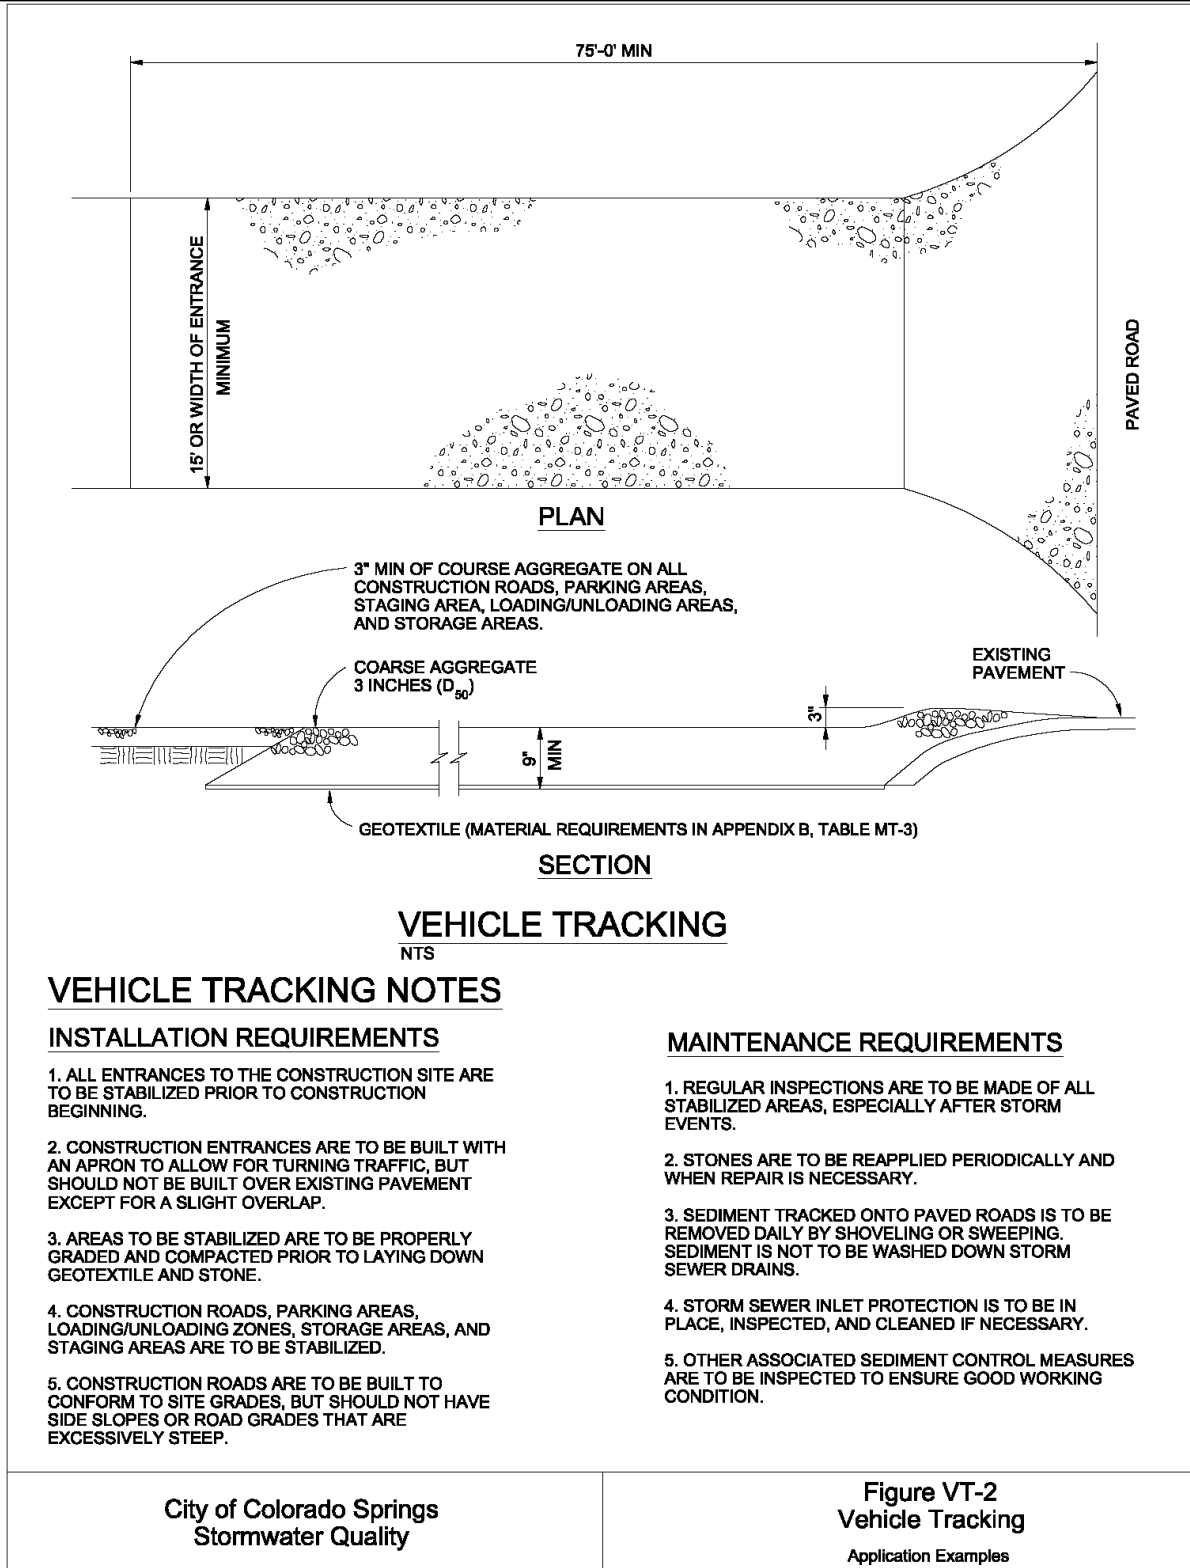 75'-0' MIN
15' OR WIDTH OF ENTRANCE
MINIMUM
PAVED ROAD
PLAN
3" MIN OF COURSE AGGREGATE ON ALL
CONSTRUCTION ROADS, PARKING AREAS,
STAGING AREA, LOADING/UNLOADING AREAS,
AND STORAGE AREAS.
COARSE AGGREGATE
3 INCHES (D50)
EXISTING
PAVEMENT
3"
9"
MIN
GEOTEXTILE (MATERIAL REQUIREMENTS IN APPENDIX B, TABLE MT-3)
SECTION
VEHICLE TRACKING
NTS
VEHICLE TRACKING NOTES
INSTALLATION REQUIREMENTS
1. ALL ENTRANCES TO THE CONSTRUCTION SITE ARE
TO BE STABILIZED PRIOR TO CONSTRUCTION
BEGINNING.
2. CONSTRUCTION ENTRANCES ARE TO BE BUILT WITH
AN APRON TO ALLOW FOR TURNING TRAFFIC, BUT
SHOULD NOT BE BUILT OVER EXISTING PAVEMENT
EXCEPT FOR A SLIGHT OVERLAP.
3. AREAS TO BE STABILIZED ARE TO BE PROPERLY
GRADED AND COMPACTED PRIOR TO LAYING DOWN
GEOTEXTILE AND STONE.
4. CONSTRUCTION ROADS, PARKING AREAS,
LOADING/UNLOADING ZONES, STORAGE AREAS, AND
STAGING AREAS ARE TO BE STABILIZED.
5. CONSTRUCTION ROADS ARE TO BE BUILT TO
CONFORM TO SITE GRADES, BUT SHOULD NOT HAVE
SIDE SLOPES OR ROAD GRADES THAT ARE
EXCESSIVELY STEEP.
MAINTENANCE REQUIREMENTS
1. REGULAR INSPECTIONS ARE TO BE MADE OF ALL
STABILIZED AREAS, ESPECIALLY AFTER STORM
EVENTS.
2. STONES ARE TO BE REAPPLIED PERIODICALLY AND
WHEN REPAIR IS NECESSARY.
3. SEDIMENT TRACKED ONTO PAVED ROADS IS TO BE
REMOVED DAILY BY SHOVELING OR SWEEPING.
SEDIMENT IS NOT TO BE WASHED DOWN STORM
SEWER DRAINS.
4. STORM SEWER INLET PROTECTION IS TO BE IN
PLACE, INSPECTED, AND CLEANED IF NECESSARY.
5. OTHER ASSOCIATED SEDIMENT CONTROL MEASURES
ARE TO BE INSPECTED TO ENSURE GOOD WORKING
CONDITION.
City of Colorado Springs
Stormwater Quality
Figure VT-2
Vehicle Tracking
Application Examples